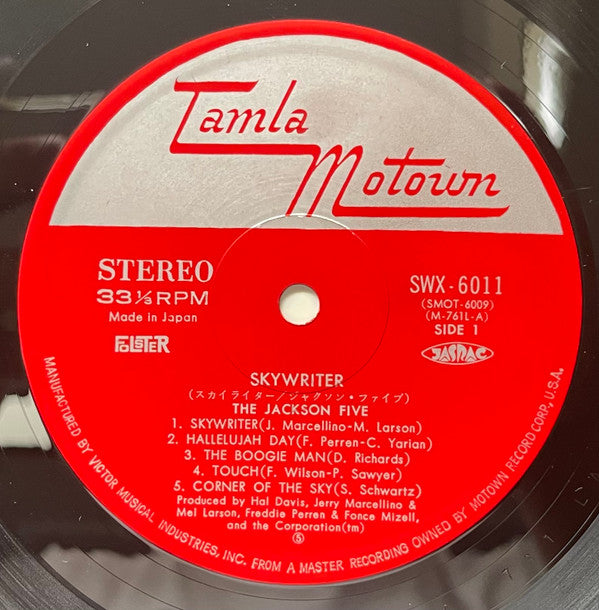 Tamla
Motown
STEREO
33⅓RPM
Made in Japan
FOLSTER
SWX-6011
(SMOT-6009)
(M-761L-A)
SIDE 1
JASRAC
SKYWRITER
(スカイライター/ジャクソン・ファイブ)
THE JACKSON FIVE
1. SKYWRITER(J. Marcellino-M. Larson)
2. HALLELUJAH DAY(F. Perren-C. Yarian)
3. THE BOOGIE MAN(D. Richards)
4. TOUCH(F. Wilson-P. Sawyer)
5. CORNER OF THE SKY(S. Schwartz)
Produced by Hal Davis, Jerry Marcellino &
Mel Larson, Freddie Perren & Fonce Mizell,
and the Corporation(tm)
⑤
MANUFACTURED BY VICTOR MUSICAL INDUSTRIES, INC. FROM A MASTER RECORDING OWNED BY MOTOWN RECORD CORP., U.S.A.